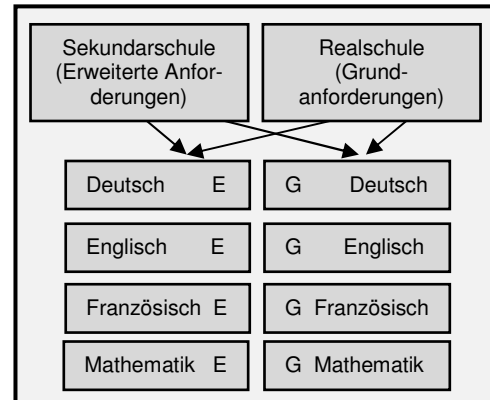 Sekundarschule
(Erweiterte Anfor-
derungen)
Realschule
(Grund-
anforderungen)
Deutsch E
G Deutsch
Englisch E
G Englisch
Französisch E
G Französisch
Mathematik E
G Mathematik